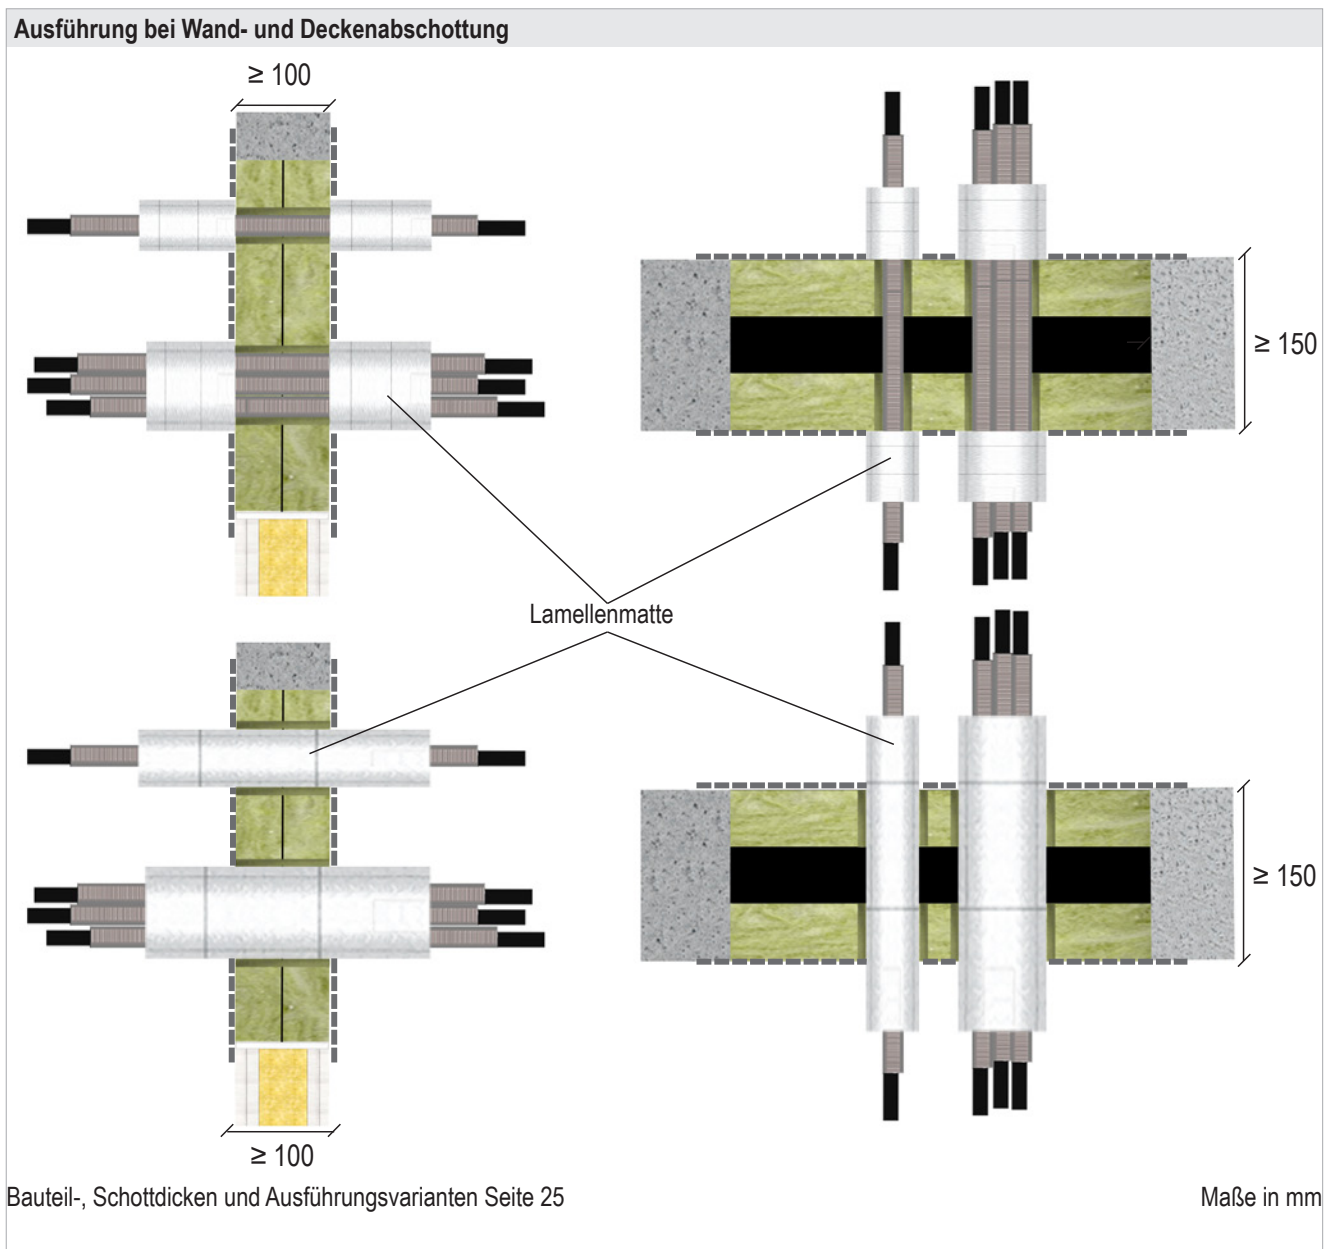 Ausführung bei Wand- und Deckenabschottung
≥ 100
≥ 150
Lamellenmatte
≥ 150
≥ 100
Bauteil-, Schottdicken und Ausführungsvarianten Seite 25
Maße in mm